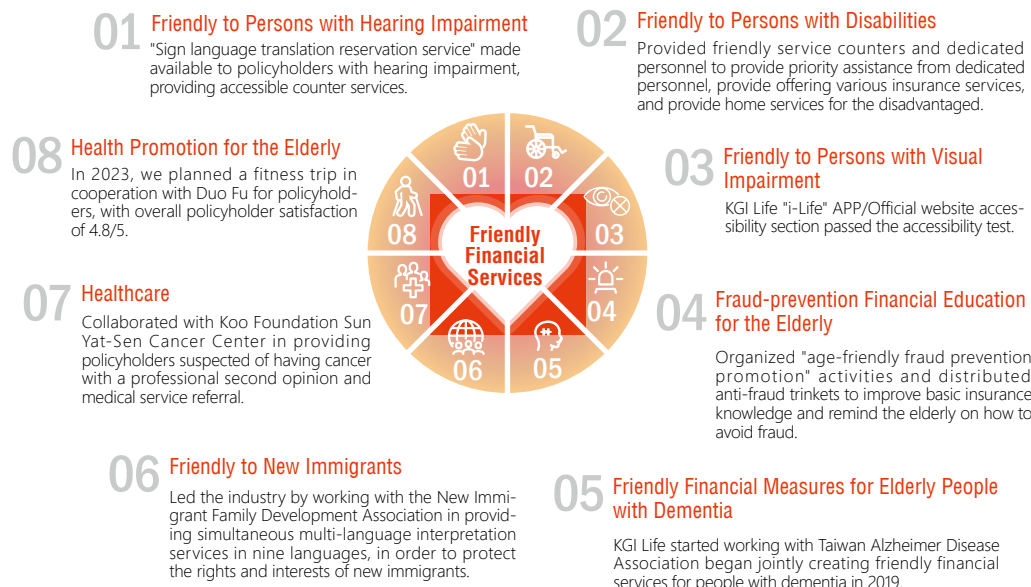 01
Friendly to Persons with Hearing Impairment
"Sign language translation reservation service" made
available to policyholders with hearing impairment,
providing accessible counter services.
02
Friendly to Persons with Disabilities
Provided friendly service counters and dedicated
personnel to provide priority assistance from dedicated
personnel, provide offering various insurance services,
and provide home services for the disadvantaged.
03
Friendly to Persons with Visual
Impairment
KGI Life "i-Life" APP/Official website acces-
sibility section passed the accessibility test.
04
Fraud-prevention Financial Education
for the Elderly
Organized "age-friendly fraud prevention
promotion" activities and distributed
anti-fraud trinkets to improve basic insurance
knowledge and remind the elderly on how to
avoid fraud.
05
Friendly Financial Measures for Elderly People
with Dementia
KGI Life started working with Taiwan Alzheimer Disease
Association began jointly creating friendly financial
services for people with dementia in 2019.
06
Friendly to New Immigrants
Led the industry by working with the New Immi-
grant Family Development Association in provid-
ing simultaneous multi-language interpretation
services in nine languages, in order to protect
the rights and interests of new immigrants.
07
Healthcare
Collaborated with Koo Foundation Sun
Yat-Sen Cancer Center in providing
policyholders suspected of having cancer
with a professional second opinion and
medical service referral.
08
Health Promotion for the Elderly
In 2023, we planned a fitness trip in
cooperation with Duo Fu for policyhold-
ers, with overall policyholder satisfaction
of 4.8/5.
Friendly
Financial
Services
01
02
03
04
05
06
07
08